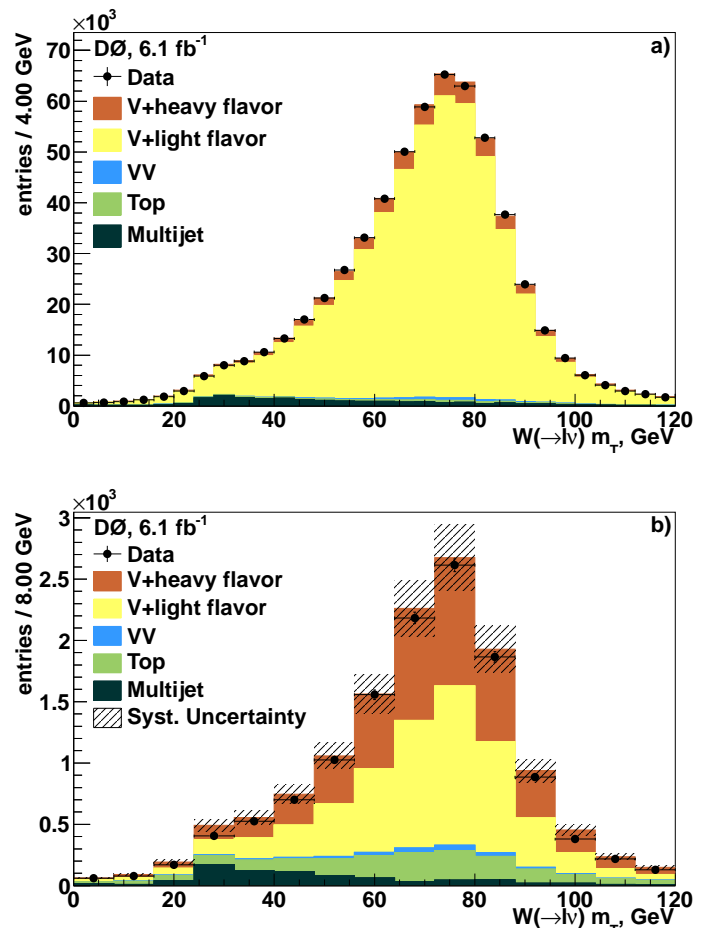 ×10³
a)
DØ, 6.1 fb⁻¹
Data
V+heavy flavor
V+light flavor
VV
Top
Multijet
entries / 4.00 GeV
70
60
50
40
30
20
10
0
0 20 40 60 80 100 120
W(→lν) m_T, GeV
×10³
b)
DØ, 6.1 fb⁻¹
Data
V+heavy flavor
V+light flavor
VV
Top
Multijet
Syst. Uncertainty
entries / 8.00 GeV
3
2.5
2
1.5
1
0.5
0
0 20 40 60 80 100 120
W(→lν) m_T, GeV